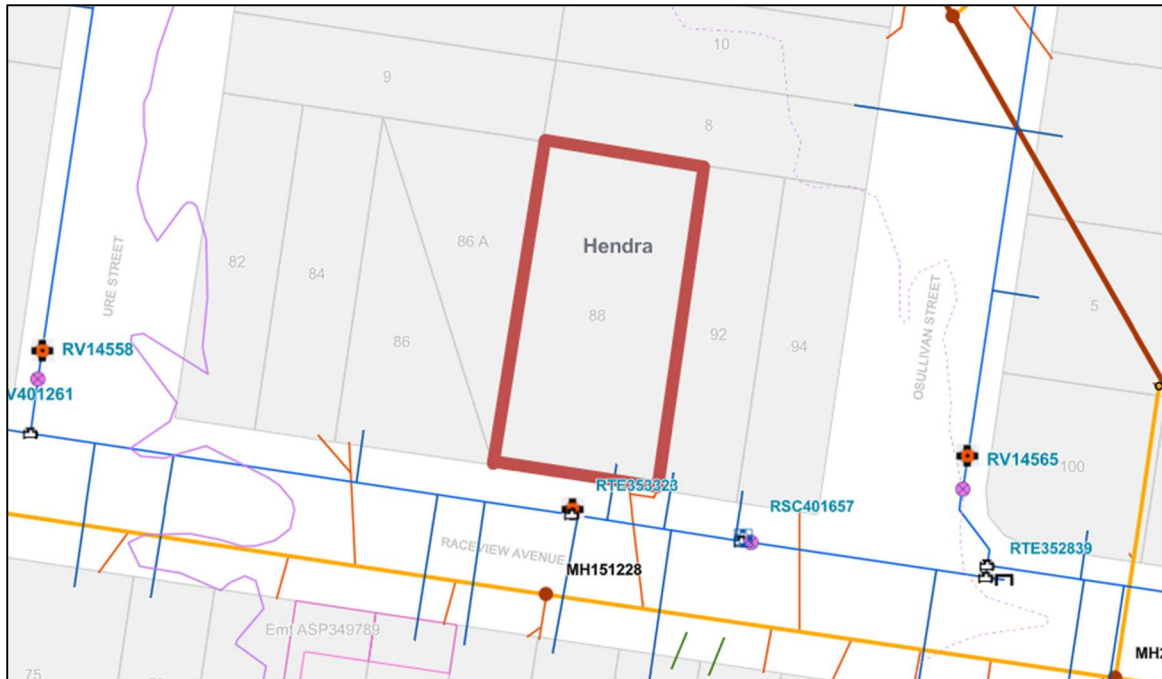 10
9
8
Hendra
86 A
URE STREET
82
84
OSULLIVAN STREET
5
88
92
86
94
RV14558
V401261
RV14565
100
RTE353323
RSC401657
RACEVIEW AVENUE
RTE352839
MH151228
Emt ASP349789
MH2
75